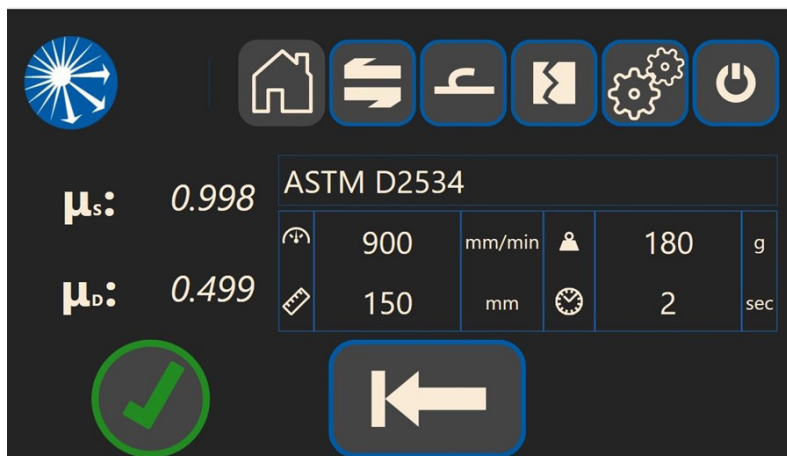 μs: 0.998
ASTM D2534
900 mm/min 180 g
μD: 0.499
150 mm 2 sec